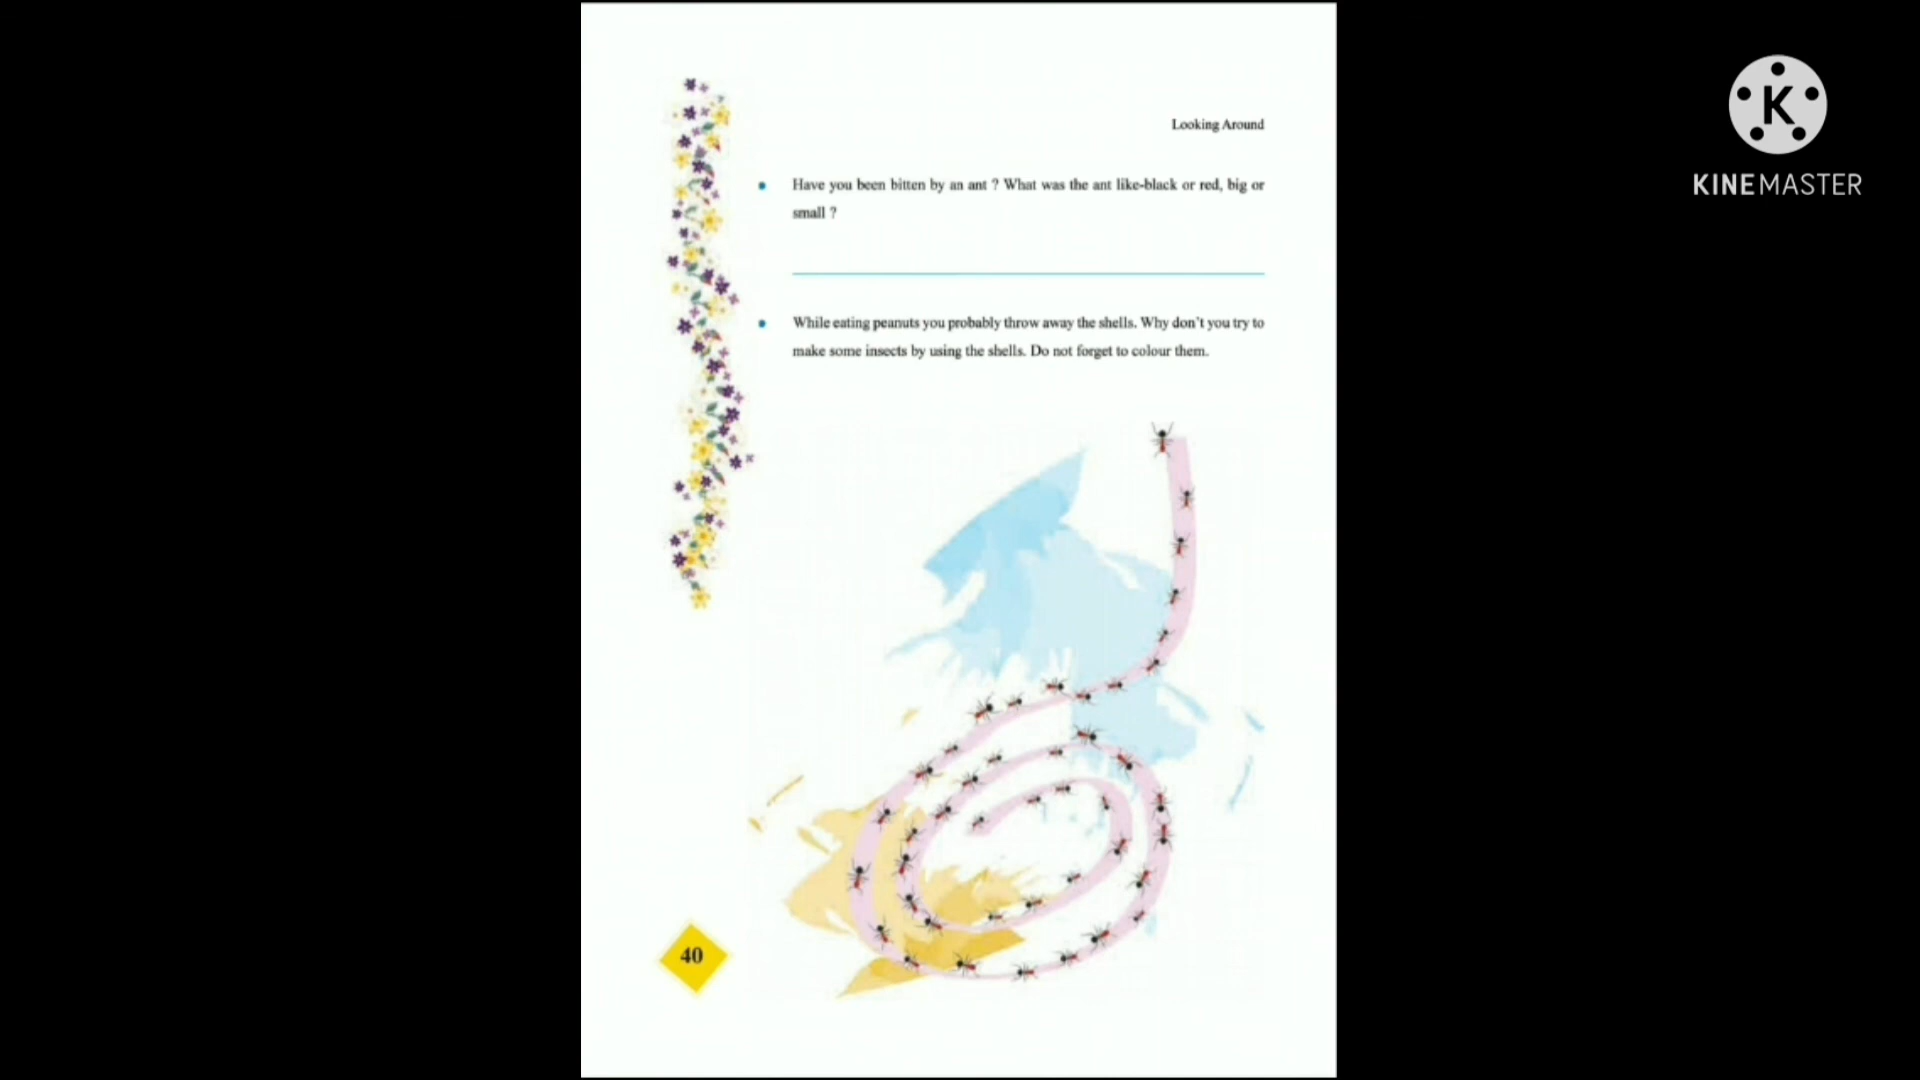 Looking Around
Have you been bitten by an ant ? What was the ant like-black or red, big or
small ?
While eating peanuts you probably throw away the shells. Why don't you try to
make some insects by using the shells. Do not forget to colour them.
40
K
KINEMASTER